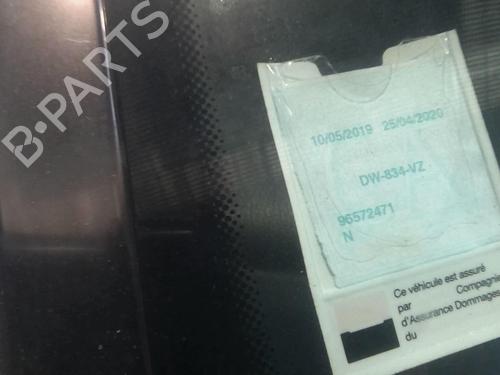 B-PARTS
10/05/2019 25/04/2020
DW-834-VZ
96572471
N
Ce véhicule est assuré
par Compagnie
d'Assurance Dommages
du